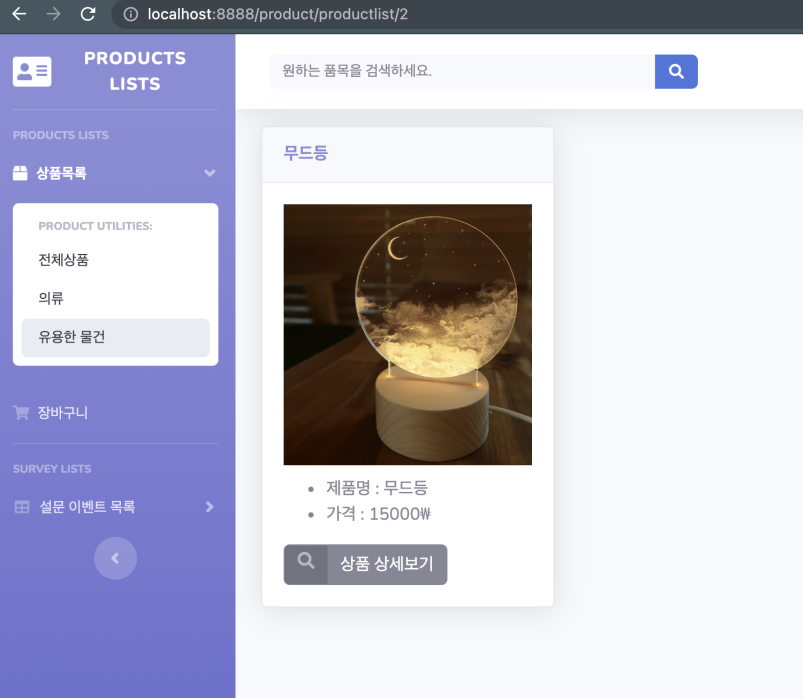 localhost:8888/product/productlist/2
PRODUCTS
LISTS
원하는 품목을 검색하세요.
PRODUCTS LISTS
상품목록
PRODUCT UTILITIES:
전체상품
의류
유용한 물건
장바구니
SURVEY LISTS
설문 이벤트 목록
무드등
• 제품명 : 무드등
• 가격 : 15000₩
상품 상세보기